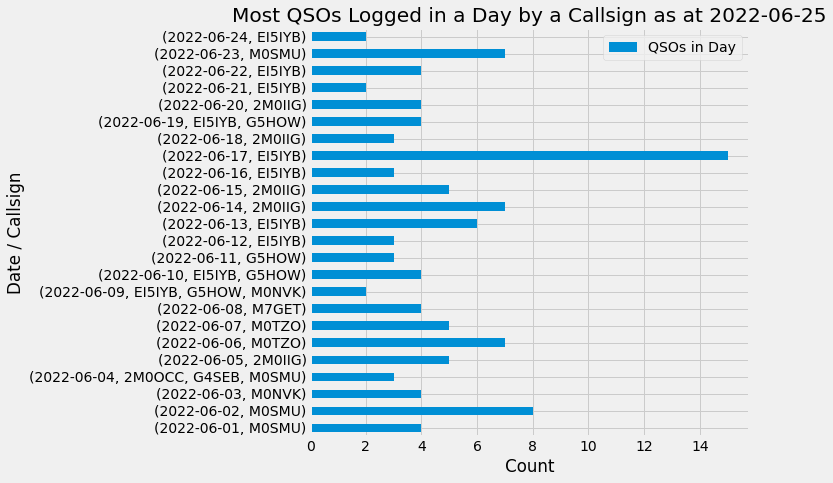 Most QSOs Logged in a Day by a Callsign as at 2022-06-25
QSOs in Day
Date / Callsign
(2022-06-24, EI5IYB)
(2022-06-23, M0SMU)
(2022-06-22, EI5IYB)
(2022-06-21, EI5IYB)
(2022-06-20, 2M0IIG)
(2022-06-19, EI5IYB, G5HOW)
(2022-06-18, 2M0IIG)
(2022-06-17, EI5IYB)
(2022-06-16, EI5IYB)
(2022-06-15, 2M0IIG)
(2022-06-14, 2M0IIG)
(2022-06-13, EI5IYB)
(2022-06-12, EI5IYB)
(2022-06-11, G5HOW)
(2022-06-10, EI5IYB, G5HOW)
(2022-06-09, EI5IYB, G5HOW, M0NVK)
(2022-06-08, M7GET)
(2022-06-07, M0TZO)
(2022-06-06, M0TZO)
(2022-06-05, 2M0IIG)
(2022-06-04, 2M0OCC, G4SEB, M0SMU)
(2022-06-03, M0NVK)
(2022-06-02, M0SMU)
(2022-06-01, M0SMU)
0 2 4 6 8 10 12 14
Count